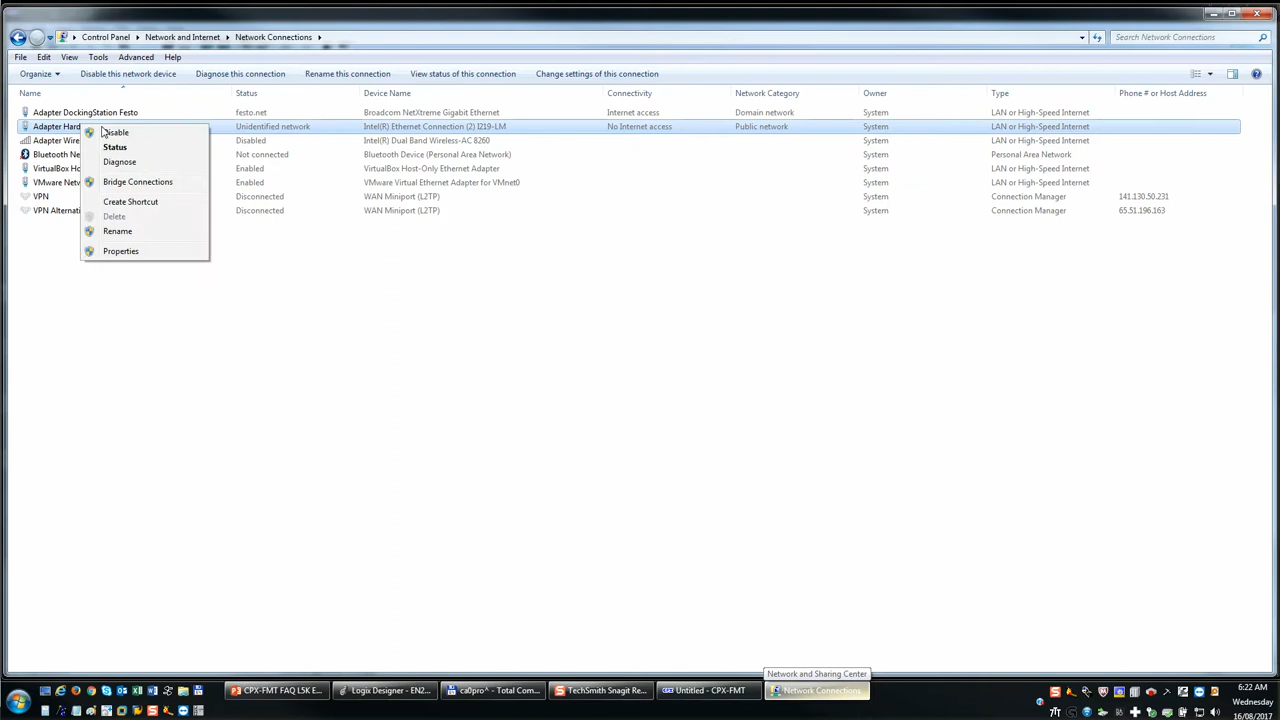 Control Panel Network and Internet Network Connections Search Network Connections
File Edit View Tools Advanced Help
Organize Disable this network device Diagnose this connection Rename this connection View status of this connection Change settings of this connection
Name Status Device Name Connectivity Network Category Owner Type Phone # or Host Address
Adapter DockingStation Festo festo.net Broadcom NetXtreme Gigabit Ethernet Internet access Domain network System LAN or High-Speed Internet
Adapter Hard Unidentified network Intel(R) Ethernet Connection (2) I219-LM No Internet access Public network System LAN or High-Speed Internet
Adapter Wire Disabled Intel(R) Dual Band Wireless-AC 8260 System LAN or High-Speed Internet
Bluetooth Ne Not connected Bluetooth Device (Personal Area Network) System Personal Area Network
VirtualBox Ho Enabled VirtualBox Host-Only Ethernet Adapter System LAN or High-Speed Internet
VMware Netw Enabled VMware Virtual Ethernet Adapter for VMnet0 System LAN or High-Speed Internet
VPN Disconnected WAN Miniport (L2TP) System Connection Manager 141.130.50.231
VPN Alternati Disconnected WAN Miniport (L2TP) System Connection Manager 65.51.196.163
Disable
Status
Diagnose
Bridge Connections
Create Shortcut
Delete
Rename
Properties
Network and Sharing Center
CPX-FMT FAQ L5K E... Logix Designer - EN2... ca0pro^ - Total Com... TechSmith Snagit Re... Untitled - CPX-FMT Network Connections
6:22 AM
Wednesday
16/08/2017